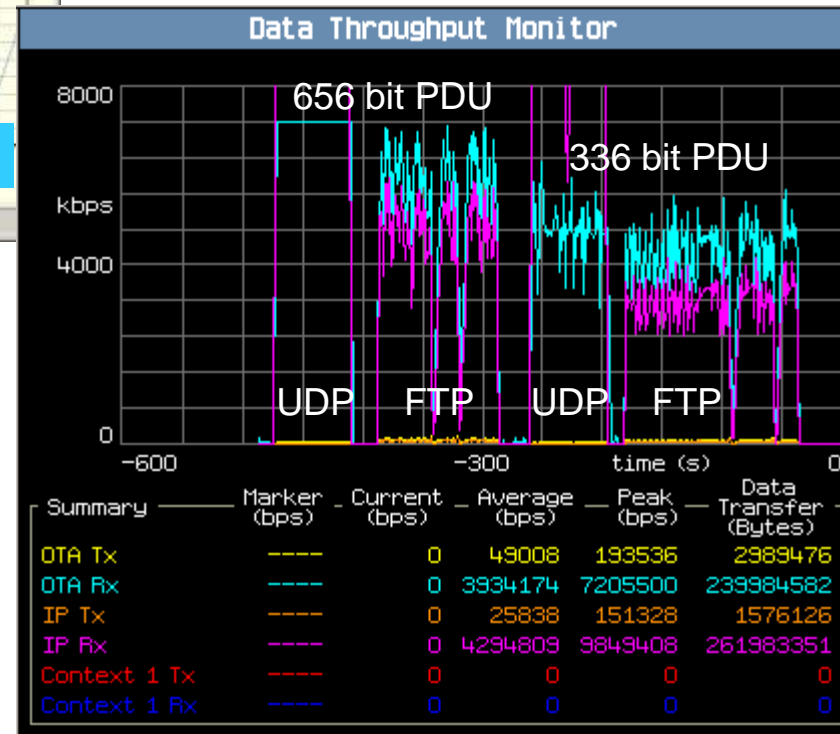 Data Throughput Monitor
8000
656 bit PDU
336 bit PDU
kbps
4000
UDP FTP UDP FTP
0
-600 -300 time (s) 0
Summary Marker (bps) Current (bps) Average (bps) Peak (bps) Data Transfer (Bytes)
OTA Tx ---- 0 49008 193536 2989476
OTA Rx ---- 0 3934174 7205500 239984582
IP Tx ---- 0 25838 151328 1576126
IP Rx ---- 0 4294809 9849408 261983351
Context 1 Tx ---- 0 0 0 0
Context 1 Rx ---- 0 0 0 0